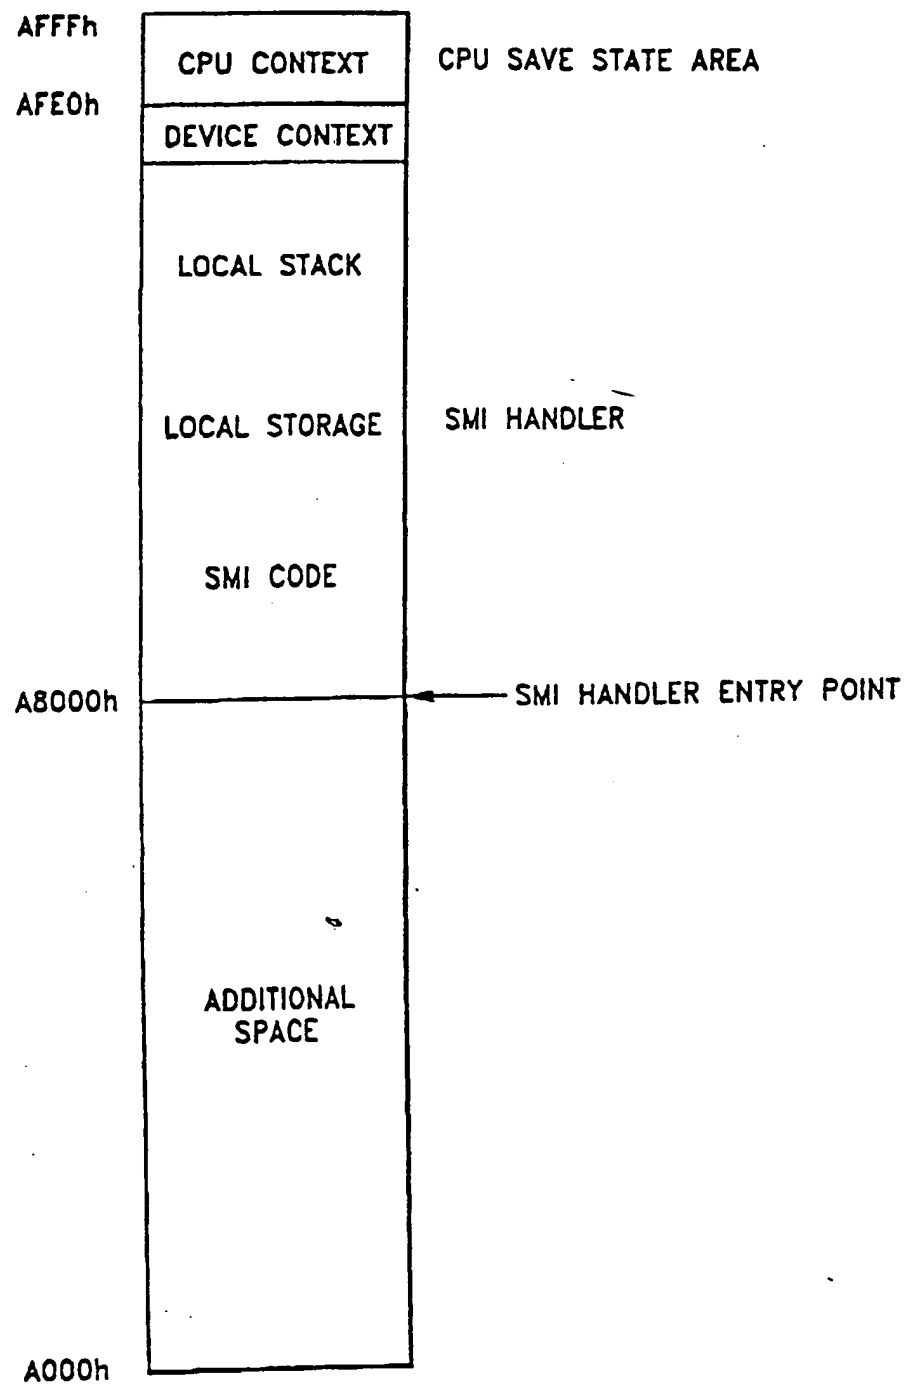 AFFFh
CPU CONTEXT CPU SAVE STATE AREA
AFE0h
DEVICE CONTEXT
LOCAL STACK
LOCAL STORAGE SMI HANDLER
SMI CODE
A8000h SMI HANDLER ENTRY POINT
ADDITIONAL
SPACE
A000h